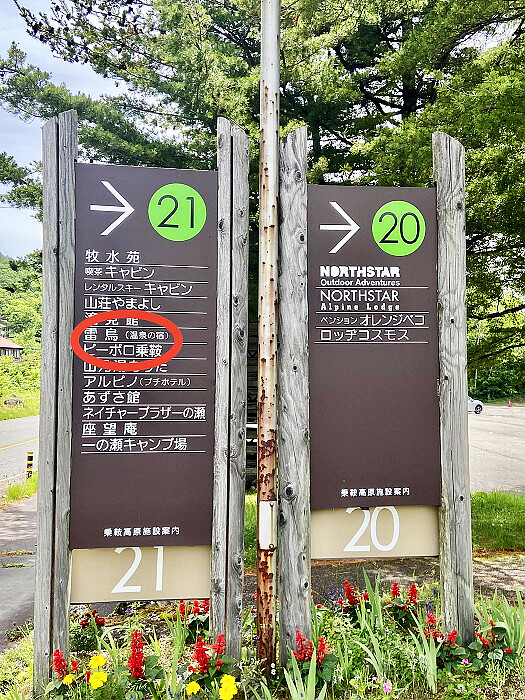 21
牧水苑
喫茶 キャビン
レンタルスキー キャビン
山荘やまよし
雷鳥 (温泉の宿)
ビーポロ乗鞍
アルピノ(プチホテル)
あずさ館
ネイチャープラザ一の瀬
座望庵
一の瀬キャンプ場
乗鞍高原施設案内
21
20
NORTHSTAR
Outdoor Adventures
NORTHSTAR
Alpine Lodge
ペンション オレンジペコ
ロッヂコスモス
乗鞍高原施設案内
20